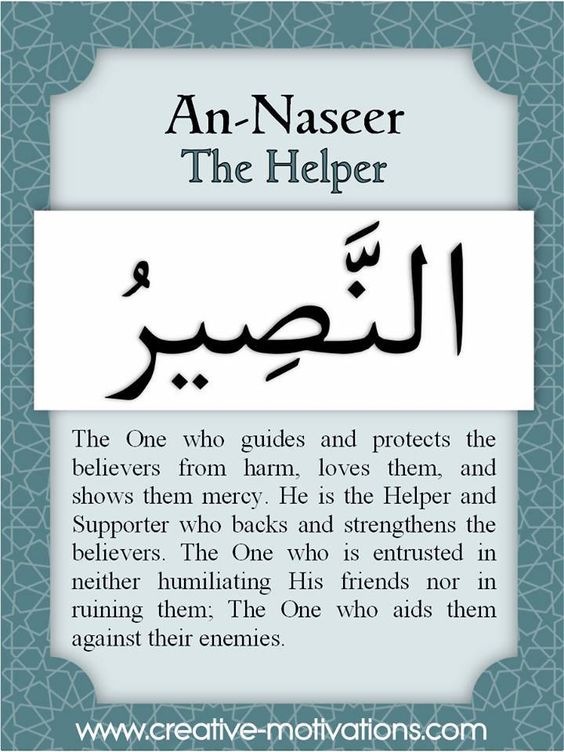 An-Naseer
The Helper
النَّصِيرُ
The One who guides and protects the
believers from harm, loves them, and
shows them mercy. He is the Helper and
Supporter who backs and strengthens the
believers. The One who is entrusted in
neither humiliating His friends nor in
ruining them; The One who aids them
against their enemies.
www.creative-motivations.com